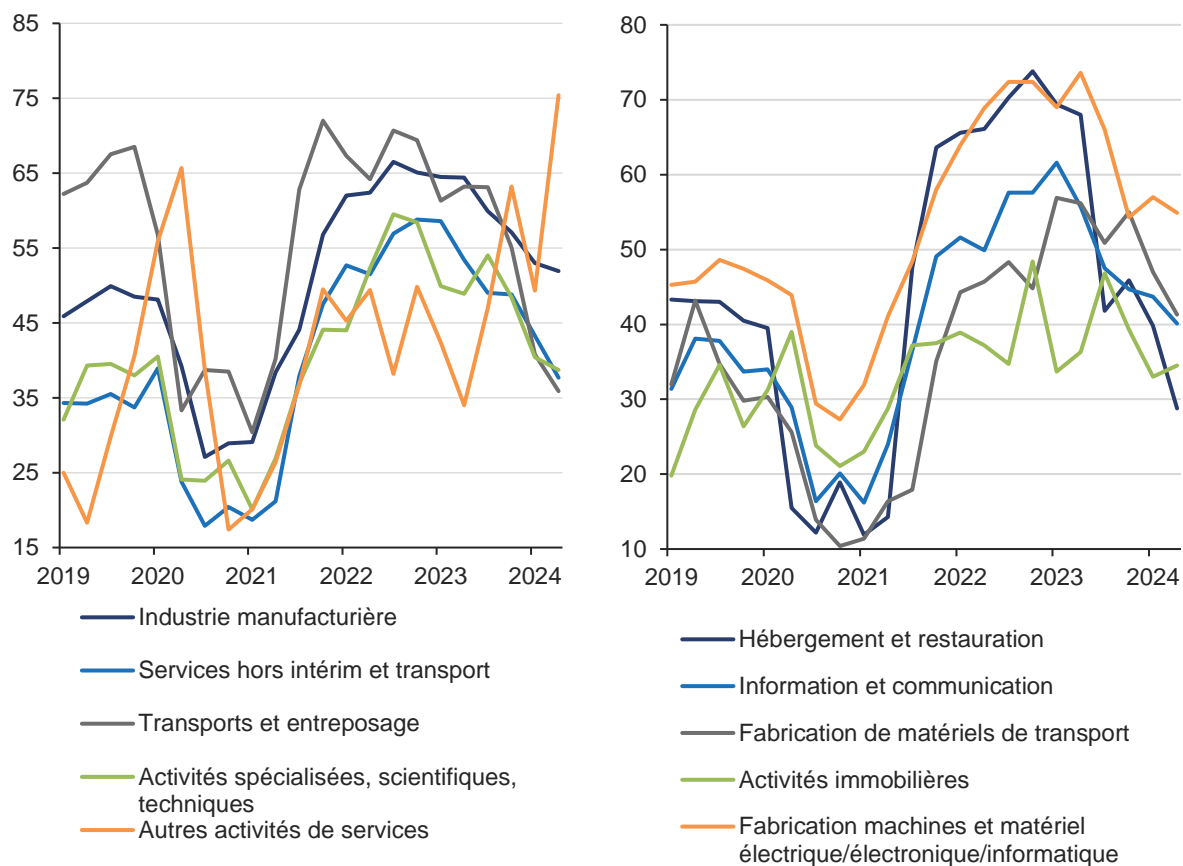 85
75
65
55
45
35
25
15
2019 2020 2021 2022 2023 2024
Industrie manufacturière
Services hors intérim et transport
Transports et entreposage
Activités spécialisées, scientifiques,
techniques
Autres activités de services
80
70
60
50
40
30
20
10
2019 2020 2021 2022 2023 2024
Hébergement et restauration
Information et communication
Fabrication de matériels de transport
Activités immobilières
Fabrication machines et matériel
électrique/électronique/informatique